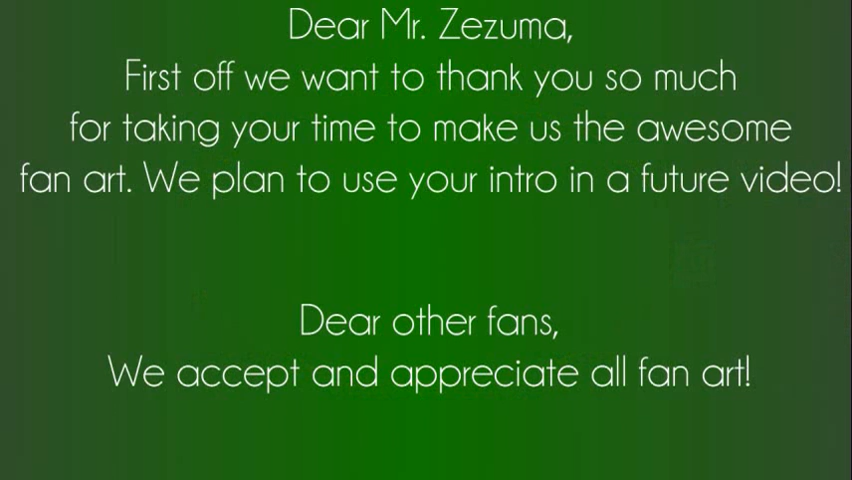 Dear Mr. Zezuma,
First off we want to thank you so much
for taking your time to make us the awesome
fan art. We plan to use your intro in a future video!
Dear other fans,
We accept and appreciate all fan art!